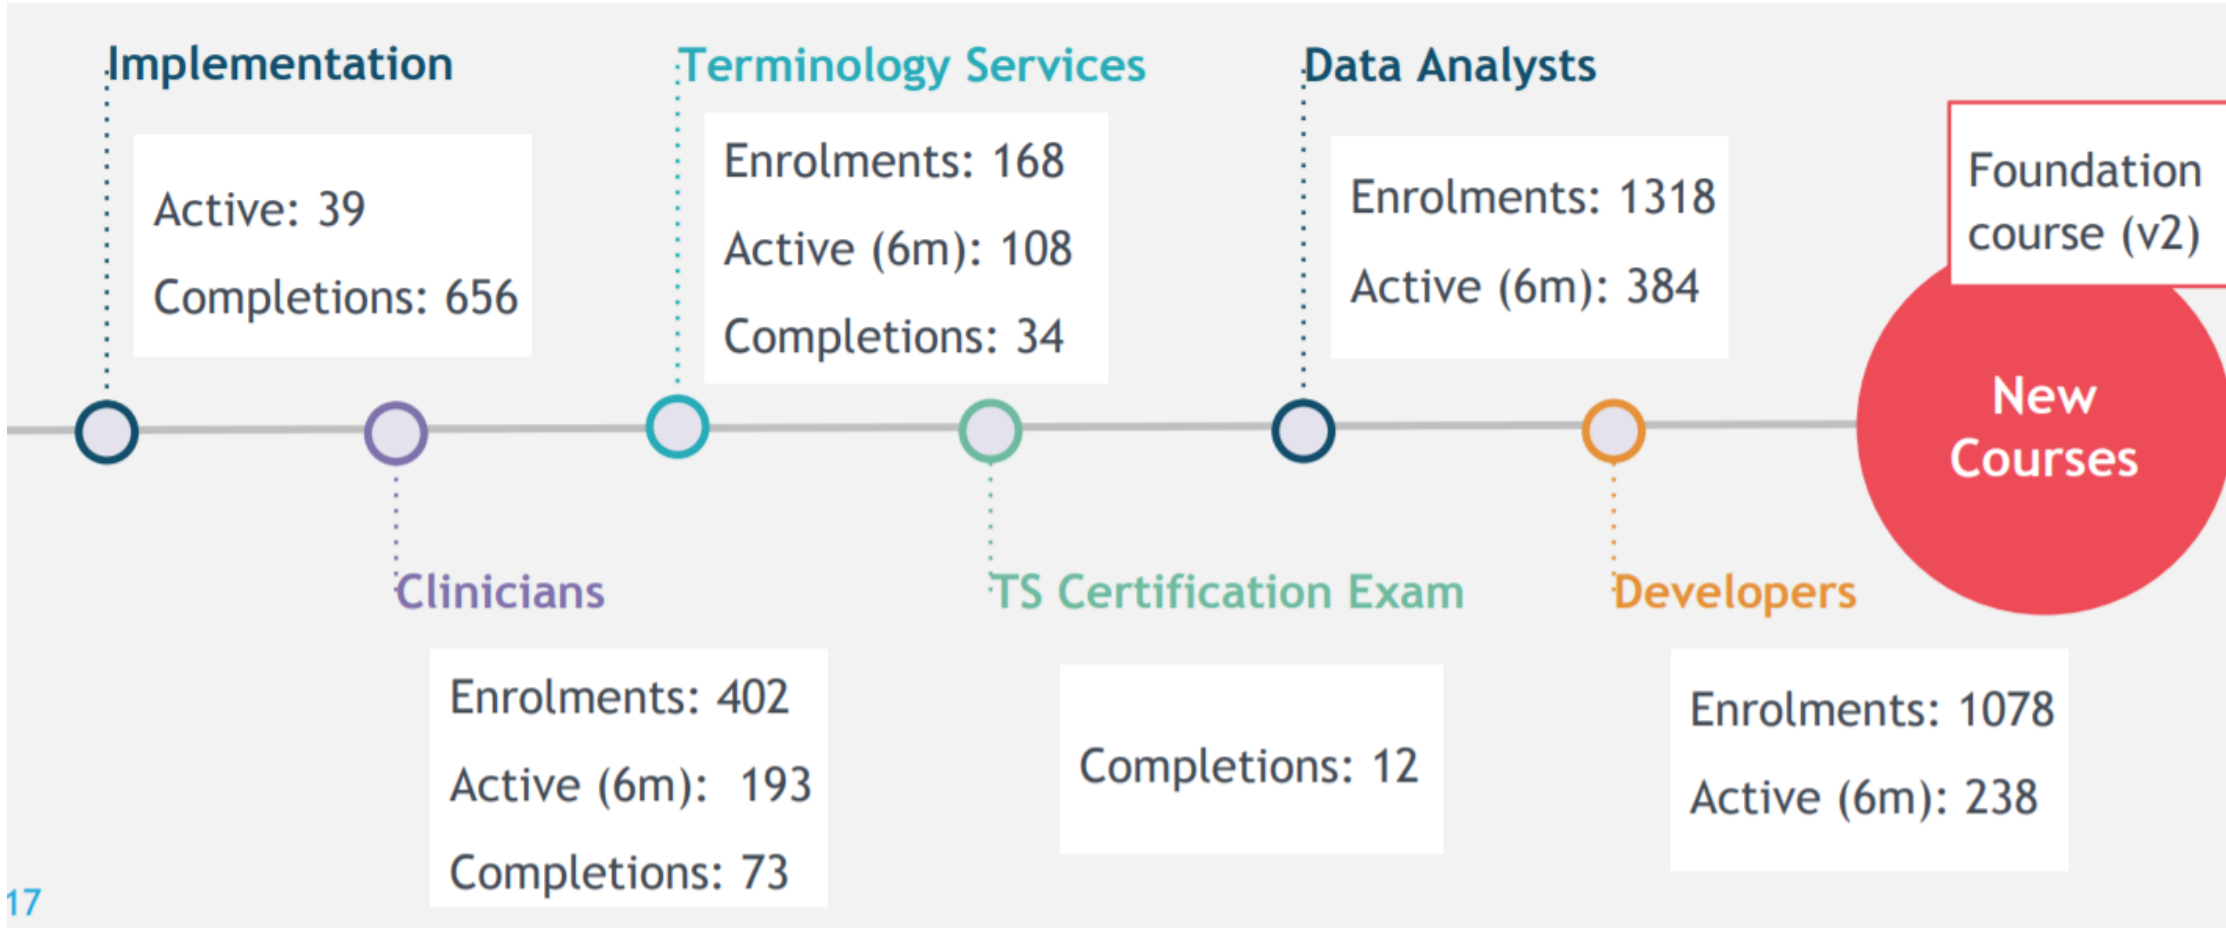 Implementation
Active: 39
Completions: 656
Clinicians
Enrolments: 402
Active (6m): 193
Completions: 73
Terminology Services
Enrolments: 168
Active (6m): 108
Completions: 34
TS Certification Exam
Completions: 12
Data Analysts
Enrolments: 1318
Active (6m): 384
Developers
Enrolments: 1078
Active (6m): 238
Foundation
course (v2)
New
Courses
17